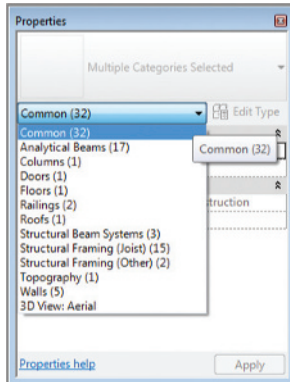 Properties
Multiple Categories Selected
Common (32)
Edit Type
Common (32)
Analytical Beams (17)
Common (32)
Columns (1)
Doors (1)
Floors (1)
Railings (2)
truction
Roofs (1)
Structural Beam Systems (3)
Structural Framing (Joist) (15)
Structural Framing (Other) (2)
Topography (1)
Walls (5)
3D View: Aerial
Properties help
Apply